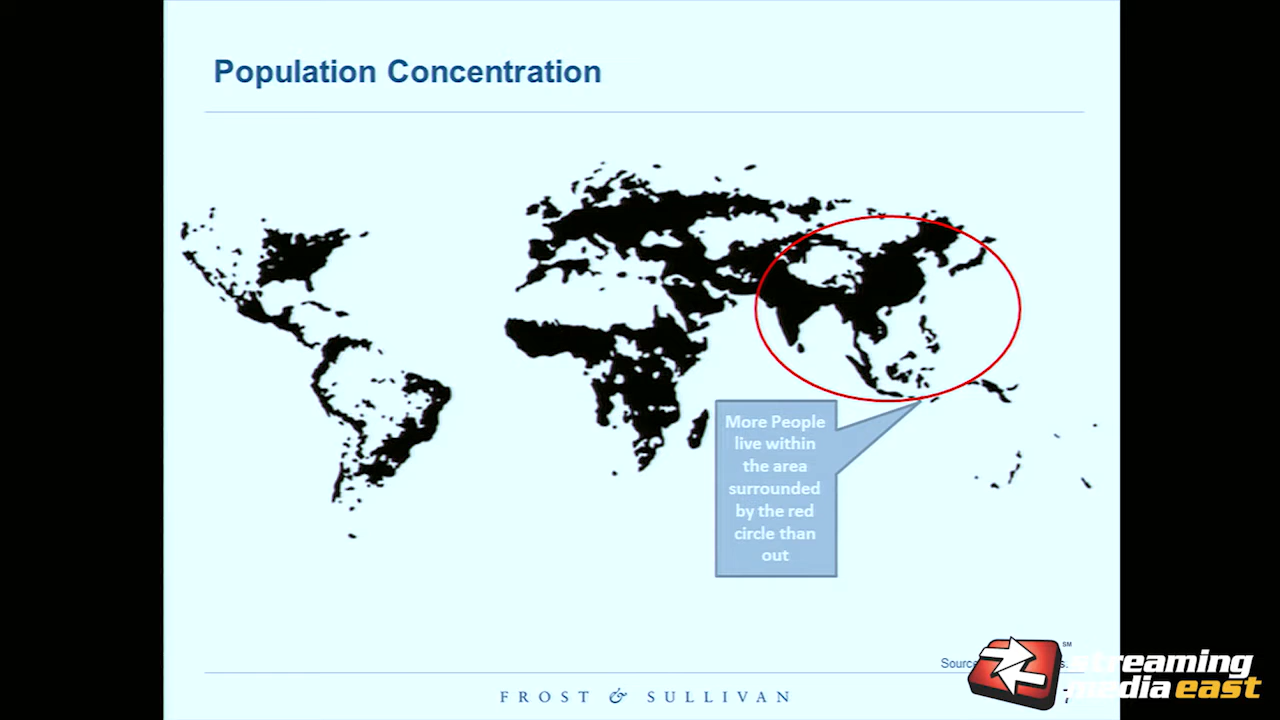 Population Concentration
More People
live within
the area
surrounded
by the red
circle than
out
FROST & SULLIVAN
SM
streaming
media east